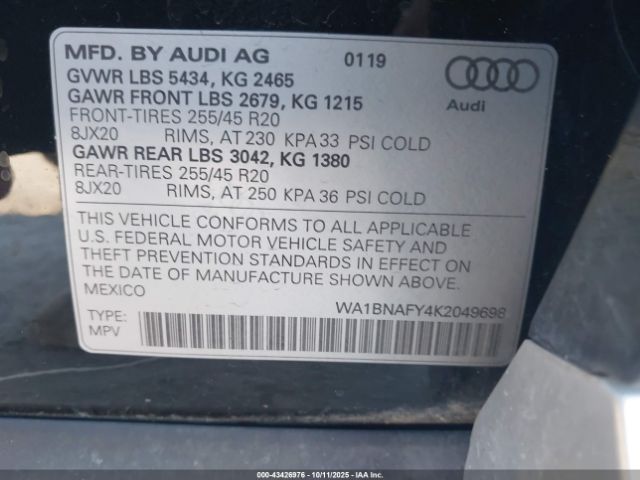 MFD. BY AUDI AG 0119
GVWR LBS 5434, KG 2465
GAWR FRONT LBS 2679, KG 1215
Audi
FRONT-TIRES 255/45 R20
8JX20 RIMS, AT 230 KPA 33 PSI COLD
GAWR REAR LBS 3042, KG 1380
REAR-TIRES 255/45 R20
8JX20 RIMS, AT 250 KPA 36 PSI COLD
THIS VEHICLE CONFORMS TO ALL APPLICABLE
U.S. FEDERAL MOTOR VEHICLE SAFETY AND
THEFT PREVENTION STANDARDS IN EFFECT ON
THE DATE OF MANUFACTURE SHOWN ABOVE.
MEXICO
WA1BNAFY4K2049698
TYPE:
MPV
000-43426976 - 10/11/2025 - IAAI.COM